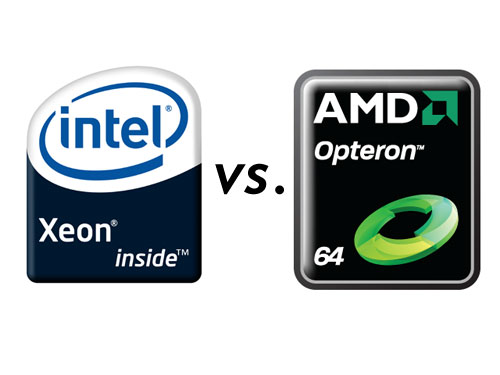 intel®
Xeon®
inside™
vs.
AMD
Opteron™
64